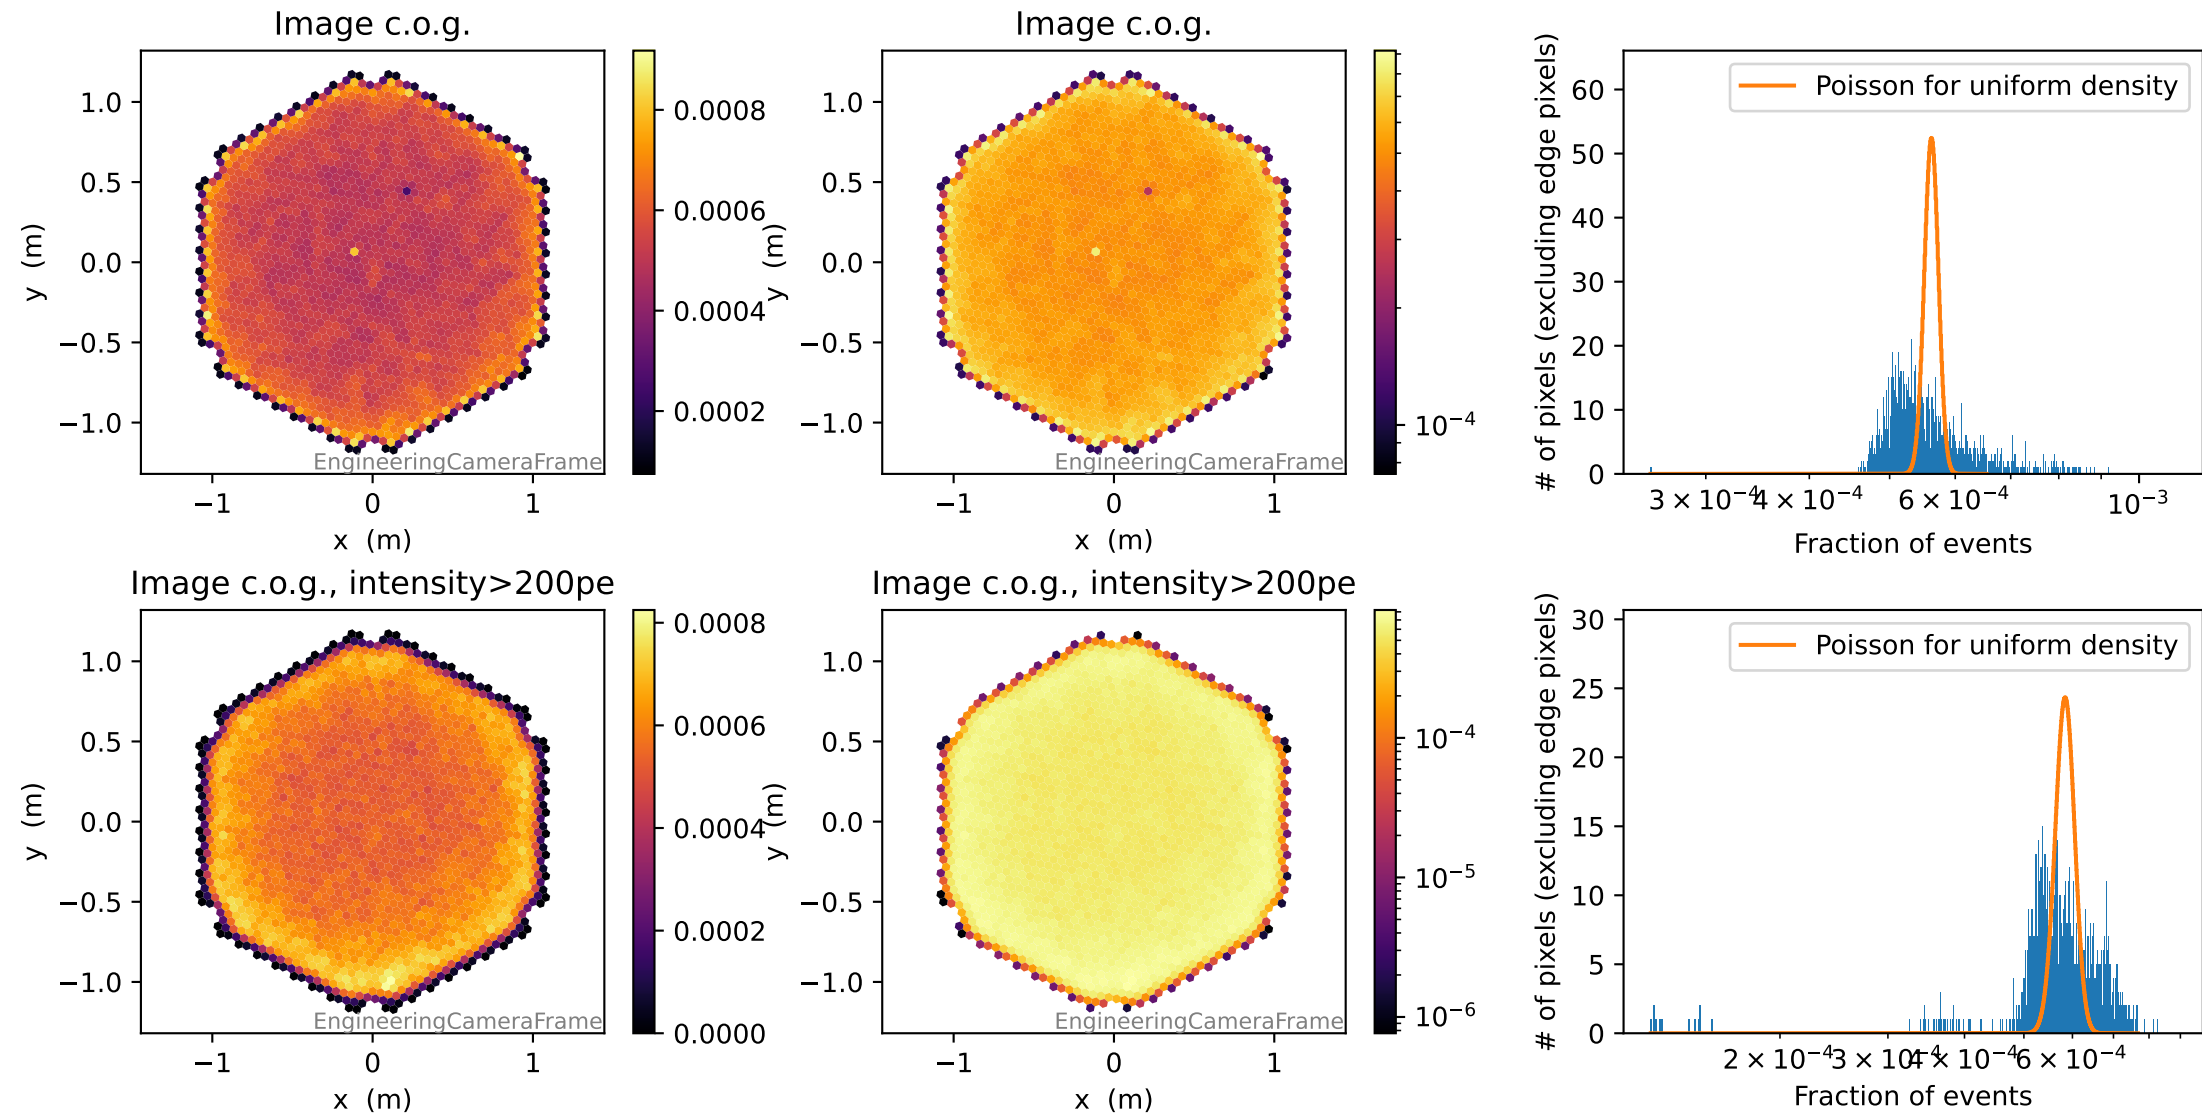 Image c.o.g.
1.0
0.5
0.0
−0.5
−1.0
y (m)
EngineeringCameraFrame
−1 0 1
x (m)
0.0008
0.0006
0.0004
0.0002
Image c.o.g.
1.0
0.5
0.0
−0.5
−1.0
y (m)
EngineeringCameraFrame
−1 0 1
x (m)
10⁻⁴
# of pixels (excluding edge pixels)
60
50
40
30
20
10
0
Poisson for uniform density
3 × 10⁻⁴ 4 × 10⁻⁴ 6 × 10⁻⁴ 10⁻³
Fraction of events
Image c.o.g., intensity>200pe
1.0
0.5
0.0
−0.5
−1.0
y (m)
EngineeringCameraFrame
−1 0 1
x (m)
0.0008
0.0006
0.0004
0.0002
0.0000
Image c.o.g., intensity>200pe
1.0
0.5
0.0
−0.5
−1.0
y (m)
EngineeringCameraFrame
−1 0 1
x (m)
10⁻⁴
10⁻⁵
10⁻⁶
# of pixels (excluding edge pixels)
30
25
20
15
10
5
0
Poisson for uniform density
2 × 10⁻⁴ 3 × 10⁻⁴ 4 × 10⁻⁴ 6 × 10⁻⁴
Fraction of events